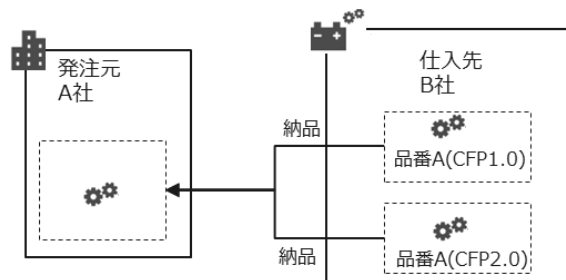 発注元
A社
仕入先
B社
納品
品番A(CFP1.0)
納品
品番A(CFP2.0)